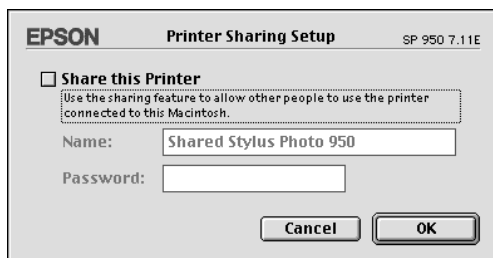 EPSON Printer Sharing Setup SP 950 7.11E
Share this Printer
Use the sharing feature to allow other people to use the printer
connected to this Macintosh.
Name: Shared Stylus Photo 950
Password:
Cancel OK